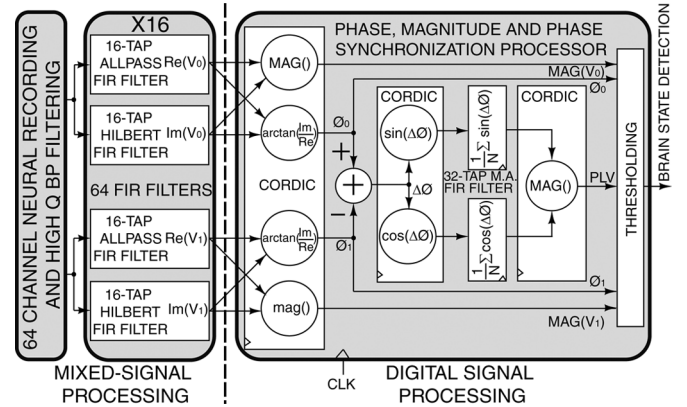 64 CHANNEL NEURAL RECORDING
AND HIGH Q BP FILTERING
X16
16-TAP
ALLPASS Re(V₀)
FIR FILTER
16-TAP
HILBERT Im(V₀)
FIR FILTER
64 FIR FILTERS
16-TAP
ALLPASS Re(V₁)
FIR FILTER
16-TAP
HILBERT Im(V₁)
FIR FILTER
MIXED-SIGNAL
PROCESSING
PHASE, MAGNITUDE AND PHASE
SYNCHRONIZATION PROCESSOR
MAG()
arctan(Im/Re)
CORDIC
arctan(Im/Re)
mag()
MAG(V₀)
Ø₀
Ø₀
+
+
−
Ø₁
CORDIC
sin(ΔØ)
ΔØ
cos(ΔØ)
1/N Σ sin(ΔØ)
32-TAP M.A.
FIR FILTER
1/N Σ cos(ΔØ)
CORDIC
MAG()
PLV
Ø₁
MAG(V₁)
THRESHOLDING
BRAIN STATE DETECTION
CLK
DIGITAL SIGNAL
PROCESSING